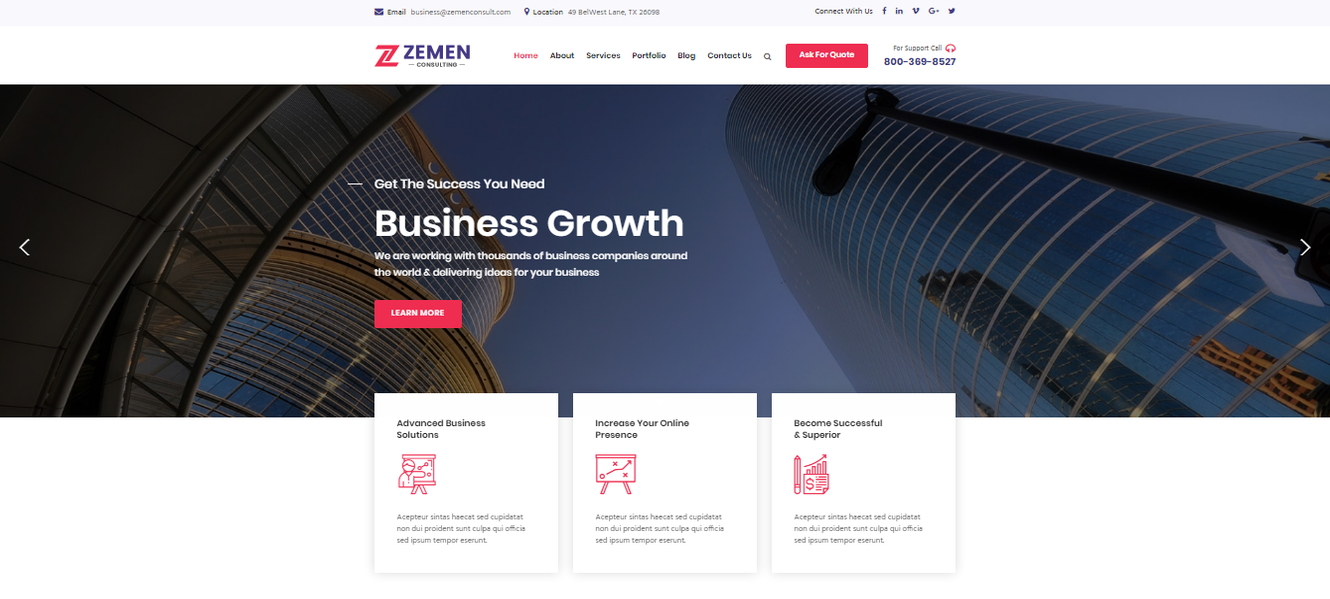 Email business@zemenconsult.com Location 49 BelWest Lane, TX 26098
Connect With Us
ZEMEN
CONSULTING
Home About Services Portfolio Blog Contact Us
Ask For Quote
For Support Call
800-369-8527
Get The Success You Need
Business Growth
We are working with thousands of business companies around
the world & delivering ideas for your business
LEARN MORE
Advanced Business
Solutions
Acepteur sintas haecat sed cupidatat
non dui proident sunt culpa qui officia
sed ipsum tempor eserunt.
Increase Your Online
Presence
Acepteur sintas haecat sed cupidatat
non dui proident sunt culpa qui officia
sed ipsum tempor eserunt.
Become Successful
& Superior
Acepteur sintas haecat sed cupidatat
non dui proident sunt culpa qui officia
sed ipsum tempor eserunt.